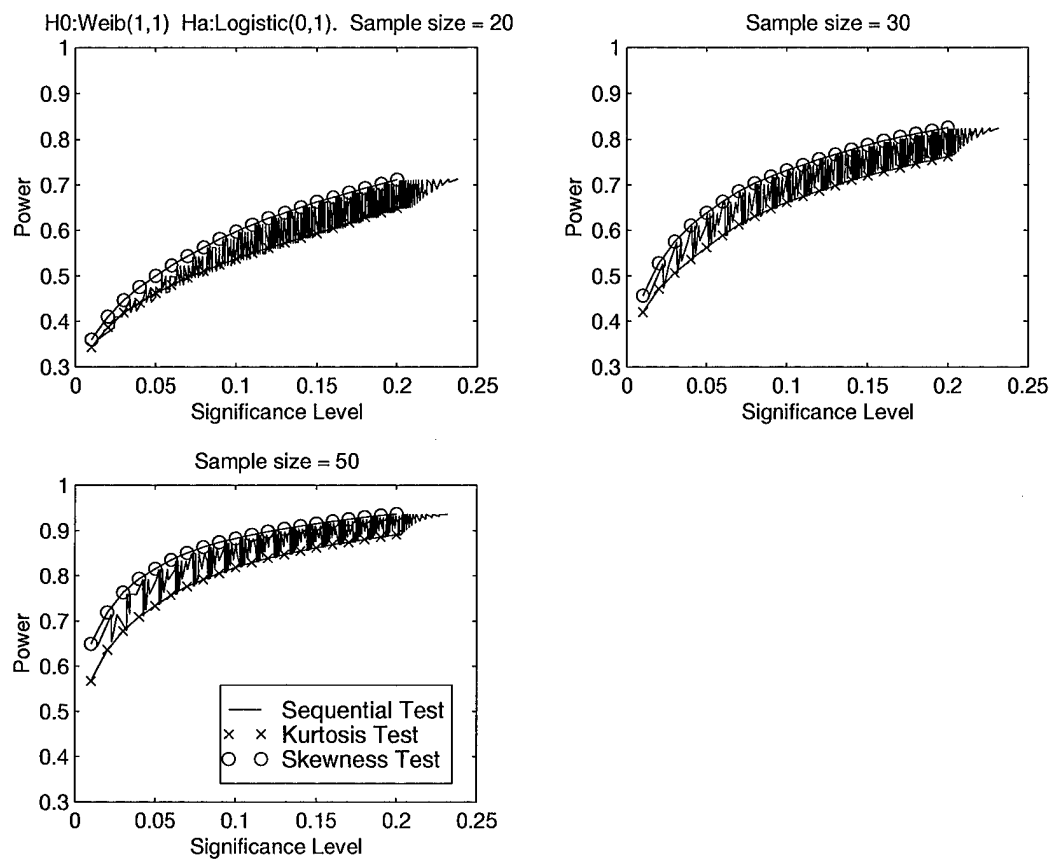 H0:Weib(1,1) Ha:Logistic(0,1). Sample size = 20
1
0.9
0.8
0.7
0.6
0.5
0.4
0.3
Power
0 0.05 0.1 0.15 0.2 0.25
Significance Level
Sample size = 30
1
0.9
0.8
0.7
0.6
0.5
0.4
0.3
Power
0 0.05 0.1 0.15 0.2 0.25
Significance Level
Sample size = 50
1
0.9
0.8
0.7
0.6
0.5
0.4
0.3
Power
Sequential Test
Kurtosis Test
Skewness Test
0 0.05 0.1 0.15 0.2 0.25
Significance Level